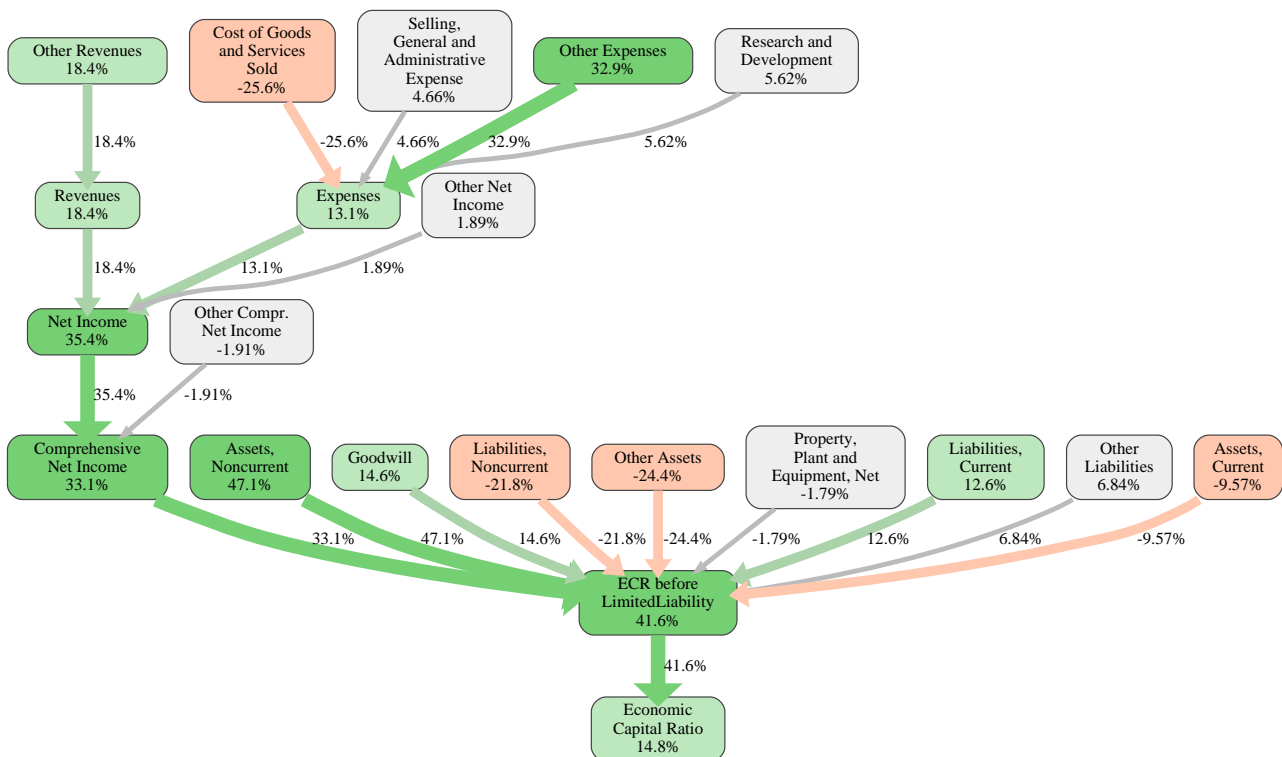 Other Revenues
18.4%
Cost of Goods
and Services
Sold
-25.6%
Selling,
General and
Administrative
Expense
4.66%
Other Expenses
32.9%
Research and
Development
5.62%
18.4%
-25.6%
4.66%
32.9%
5.62%
Revenues
18.4%
Expenses
13.1%
Other Net
Income
1.89%
18.4%
13.1%
1.89%
Net Income
35.4%
Other Compr.
Net Income
-1.91%
35.4%
-1.91%
Comprehensive
Net Income
33.1%
Assets,
Noncurrent
47.1%
Goodwill
14.6%
Liabilities,
Noncurrent
-21.8%
Other Assets
-24.4%
Property,
Plant and
Equipment, Net
-1.79%
Liabilities,
Current
12.6%
Other
Liabilities
6.84%
Assets,
Current
-9.57%
33.1%
47.1%
14.6%
-21.8%
-24.4%
-1.79%
12.6%
6.84%
-9.57%
ECR before
LimitedLiability
41.6%
41.6%
Economic
Capital Ratio
14.8%